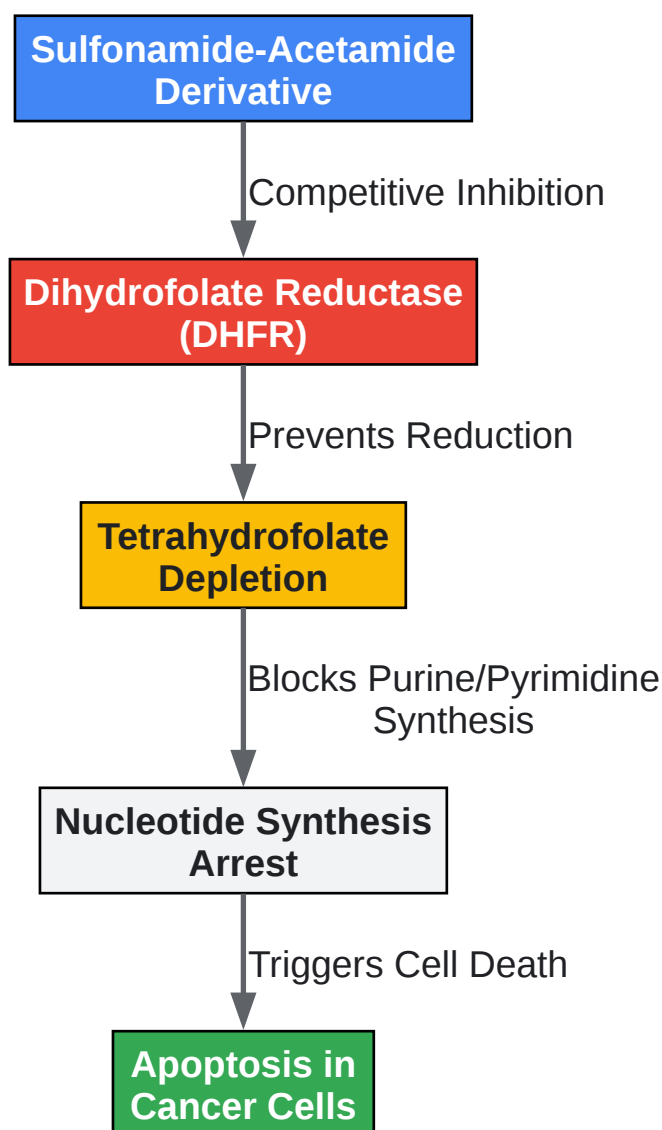 Sulfonamide-Acetamide
Derivative
Competitive Inhibition
Dihydrofolate Reductase
(DHFR)
Prevents Reduction
Tetrahydrofolate
Depletion
Blocks Purine/Pyrimidine
Synthesis
Nucleotide Synthesis
Arrest
Triggers Cell Death
Apoptosis in
Cancer Cells